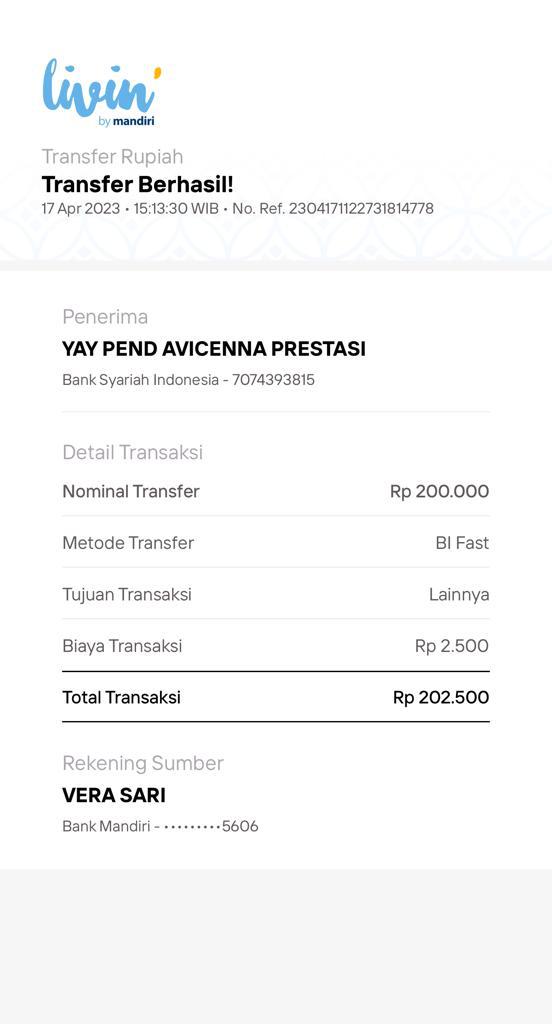 livin'
by mandiri
Transfer Rupiah
Transfer Berhasil!
17 Apr 2023 • 15:13:30 WIB • No. Ref. 2304171122731814778
Penerima
YAY PEND AVICENNA PRESTASI
Bank Syariah Indonesia - 7074393815
Detail Transaksi
Nominal Transfer Rp 200.000
Metode Transfer BI Fast
Tujuan Transaksi Lainnya
Biaya Transaksi Rp 2.500
Total Transaksi Rp 202.500
Rekening Sumber
VERA SARI
Bank Mandiri - •••••••••5606